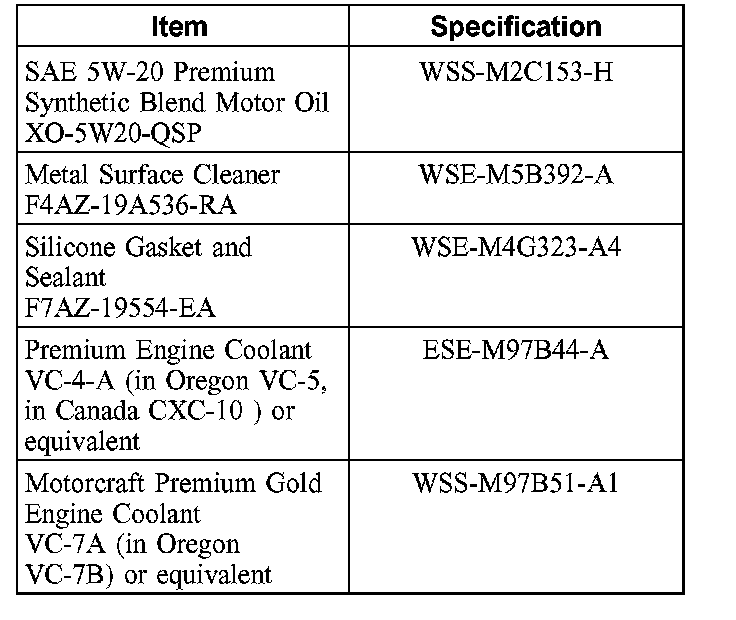 Item
Specification
SAE 5W-20 Premium
Synthetic Blend Motor Oil
XO-5W20-QSP
WSS-M2C153-H
Metal Surface Cleaner
F4AZ-19A536-RA
WSE-M5B392-A
Silicone Gasket and
Sealant
F7AZ-19554-EA
WSE-M4G323-A4
Premium Engine Coolant
VC-4-A (in Oregon VC-5,
in Canada CXC-10 ) or
equivalent
ESE-M97B44-A
Motorcraft Premium Gold
Engine Coolant
VC-7A (in Oregon
VC-7B) or equivalent
WSS-M97B51-A1